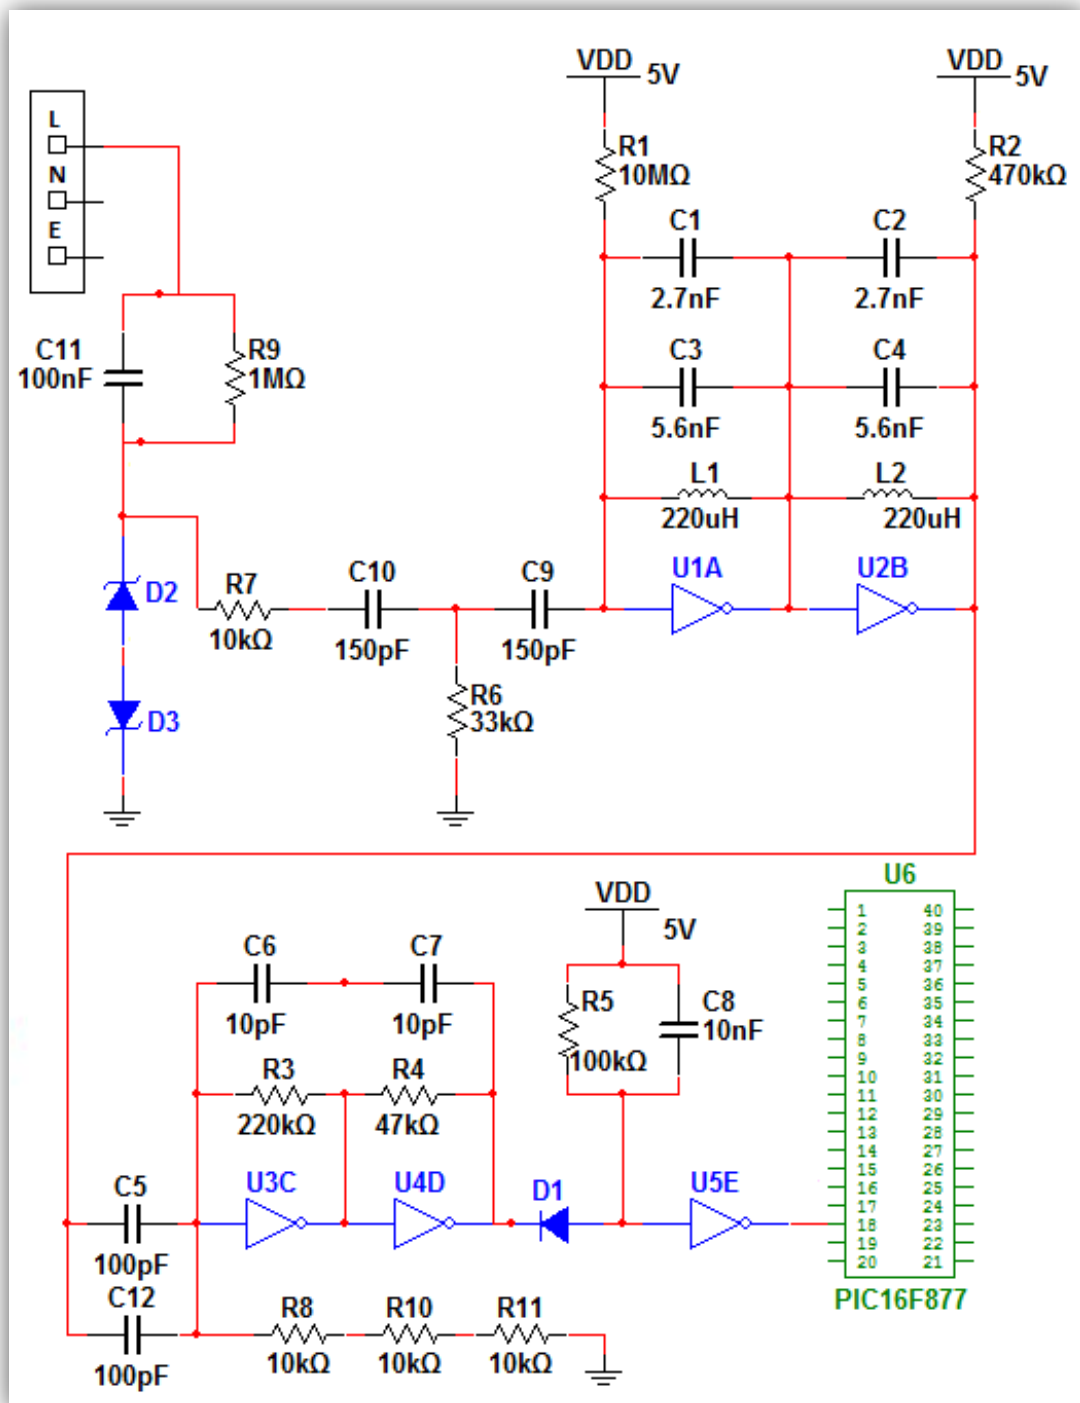 VDD
5V
VDD
5V
L
N
E
R1
10MΩ
R2
470kΩ
C1
2.7nF
C2
2.7nF
C11
100nF
R9
1MΩ
C3
5.6nF
C4
5.6nF
L1
220uH
L2
220uH
D2
R7
10kΩ
C10
150pF
C9
150pF
U1A
U2B
D3
R6
33kΩ
VDD
5V
U6
C6
10pF
C7
10pF
R5
100kΩ
C8
10nF
R3
220kΩ
R4
47kΩ
C5
100pF
U3C
U4D
D1
U5E
C12
100pF
R8
10kΩ
R10
10kΩ
R11
10kΩ
1 40
2 39
3 38
4 37
5 36
6 35
7 34
8 33
9 32
10 31
11 30
12 29
13 28
14 27
15 26
16 25
17 24
18 23
19 22
20 21
PIC16F877